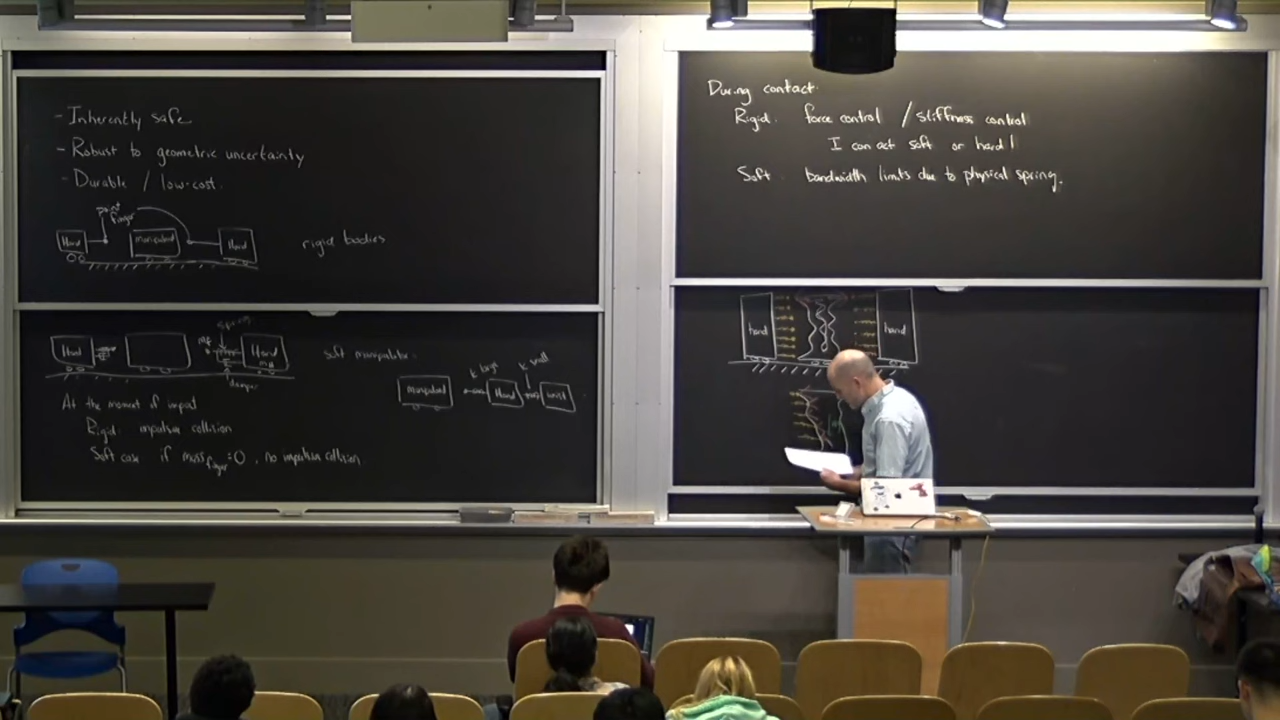 - Inherently safe
- Robust to geometric uncertainty
- Durable / low-cost.
finger
Hand
manipuland
Hand
rigid bodies
spring
Hand
Hand
mH
damper
soft manipulator.
manipuland
k large
Hand
k small
wrist
At the moment of impact
Rigid: impulsive collision
Soft case if mass finger = 0, no impulsive collision.
During contact.
Rigid: force control / stiffness control
I can act soft or hard!
Soft: bandwidth limits due to physical spring.
hand
hand